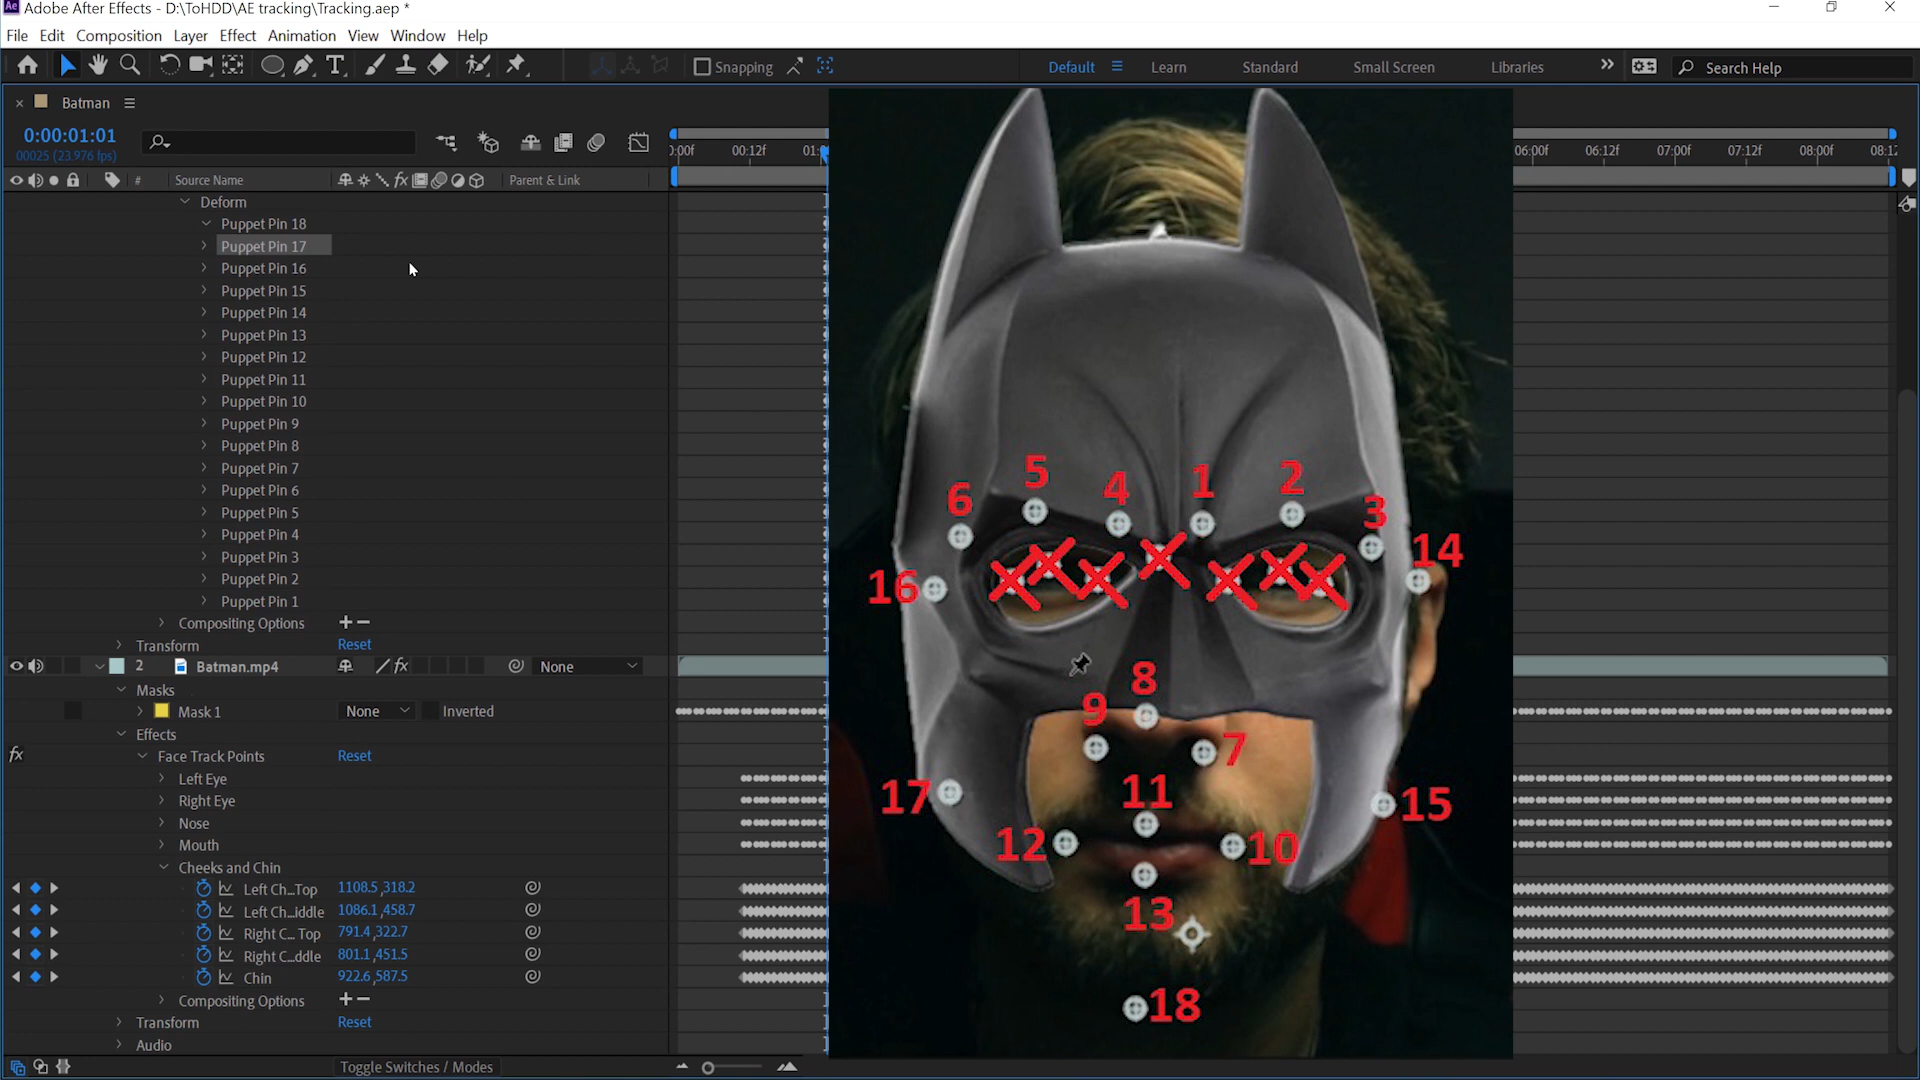 Ae Adobe After Effects - D:\ToHDD\AE tracking\Tracking.aep *
File Edit Composition Layer Effect Animation View Window Help
Snapping Default Learn Standard Small Screen Libraries Search Help
Batman
0:00:01:01
00025 (23.976 fps)
# Source Name Parent & Link
00:12f 06:00f 06:12f 07:00f 07:12f 08:00f
Deform
Puppet Pin 18
Puppet Pin 17
Puppet Pin 16
Puppet Pin 15
Puppet Pin 14
Puppet Pin 13
Puppet Pin 12
Puppet Pin 11
Puppet Pin 10
Puppet Pin 9
Puppet Pin 8
Puppet Pin 7
Puppet Pin 6
Puppet Pin 5
Puppet Pin 4
Puppet Pin 3
Puppet Pin 2
Puppet Pin 1
Compositing Options
Transform Reset
2 Batman.mp4 fx None
Masks
Mask 1 None Inverted
Effects
fx Face Track Points Reset
Left Eye
Right Eye
Nose
Mouth
Cheeks and Chin
Left Ch...Top 1108.5,318.2
Left Ch...iddle 1086.1,458.7
Right C... Top 791.4,322.7
Right C...ddle 801.1,451.5
Chin 922.6,587.5
Compositing Options
Transform Reset
Audio
Toggle Switches / Modes
5 4 1 2
6 3
14
16
8
9
7
17 11 15
12 10
13
18